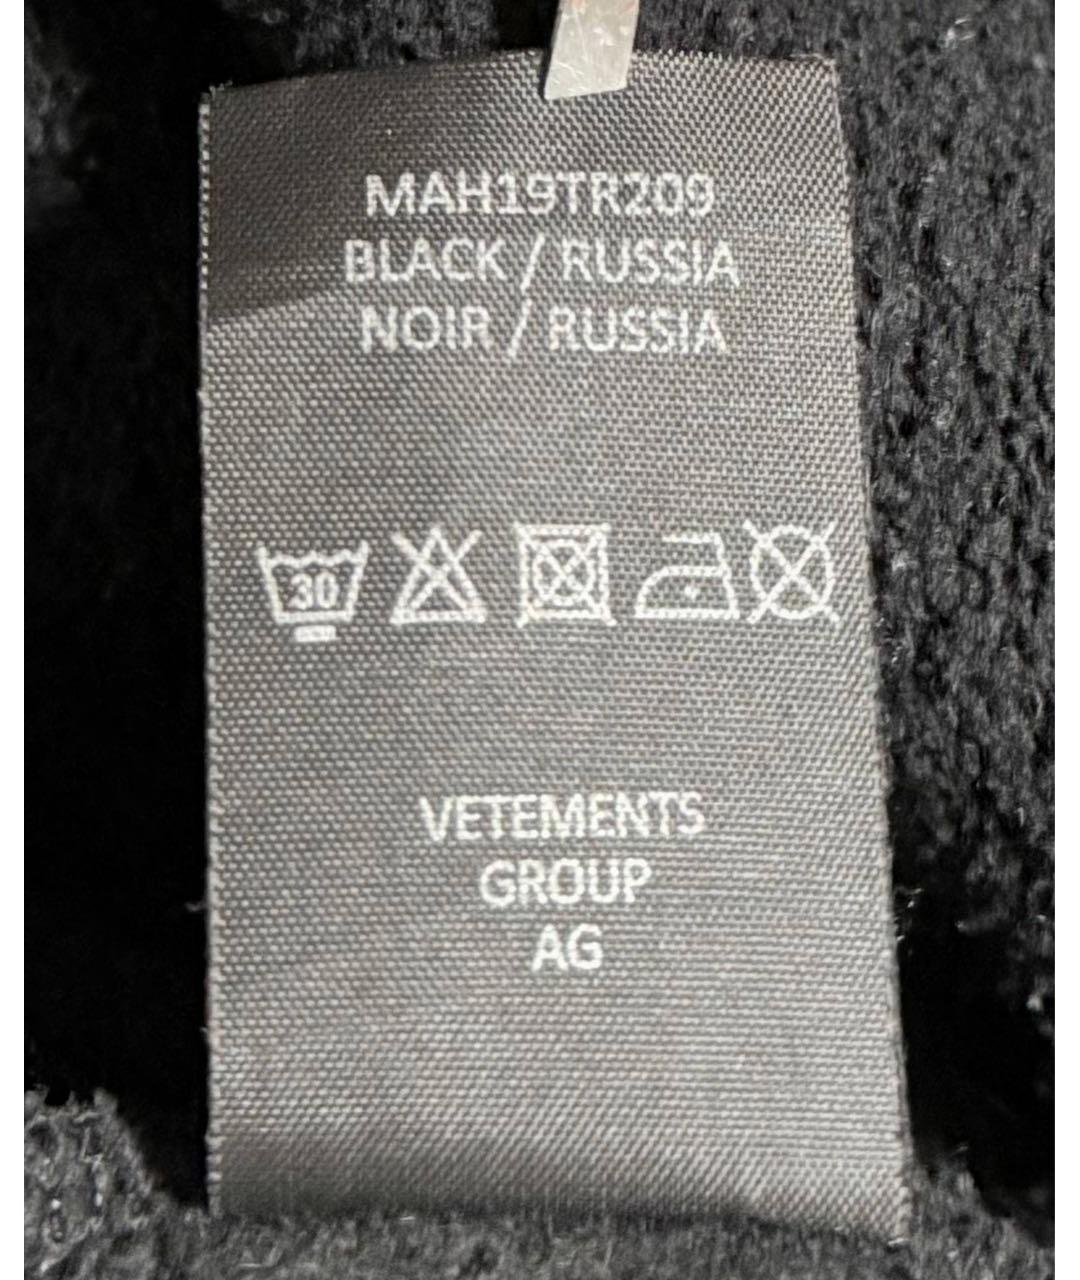 MAH19TR209
BLACK / RUSSIA
NOIR / RUSSIA
30
VETEMENTS
GROUP
AG